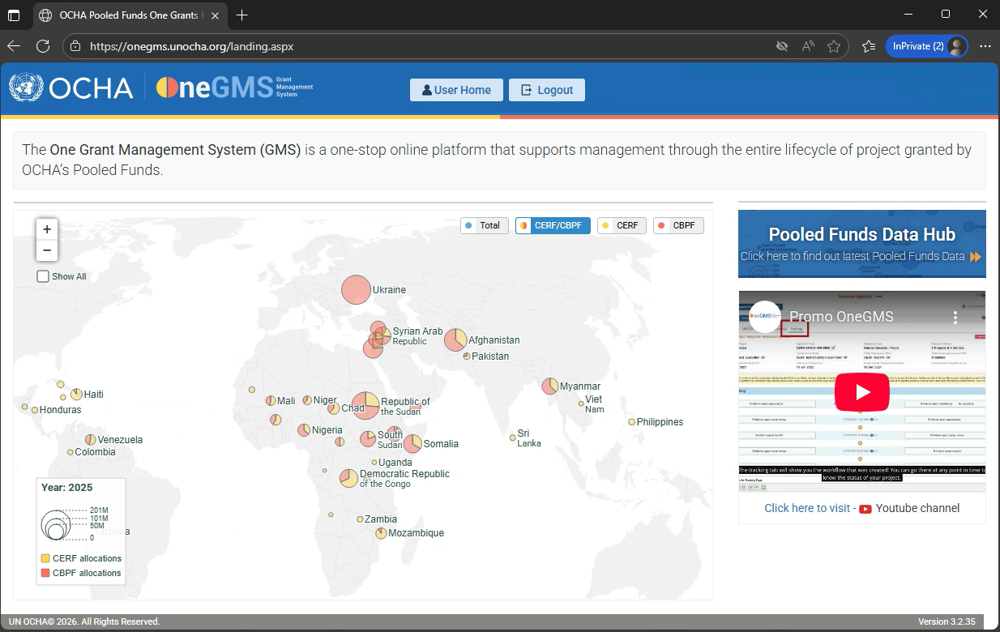 OCHA Pooled Funds One Grants
https://onegms.unocha.org/landing.aspx
InPrivate (2)
OCHA
OneGMS
Grant
Management
System
User Home
Logout
The One Grant Management System (GMS) is a one-stop online platform that supports management through the entire lifecycle of project granted by
OCHA's Pooled Funds.
+
−
Show All
Total
CERF/CBPF
CERF
CBPF
Ukraine
Syrian Arab
Republic
Afghanistan
Pakistan
Haiti
Honduras
Mali
Niger
Chad
Republic of
the Sudan
Myanmar
Viet
Nam
Philippines
Nigeria
South
Sudan
Somalia
Sri
Lanka
Venezuela
Colombia
Uganda
Democratic Republic
of the Congo
Zambia
Mozambique
Bolivia
Year: 2025
201M
101M
50M
0
CERF allocations
CBPF allocations
Pooled Funds Data Hub
Click here to find out latest Pooled Funds Data
Promo OneGMS
Tracking
The tracking tab will show you the workflow that was created! You can go there at any point in time to
know the status of your project.
Click here to visit - Youtube channel
UN OCHA© 2026. All Rights Reserved.
Version 3.2.35